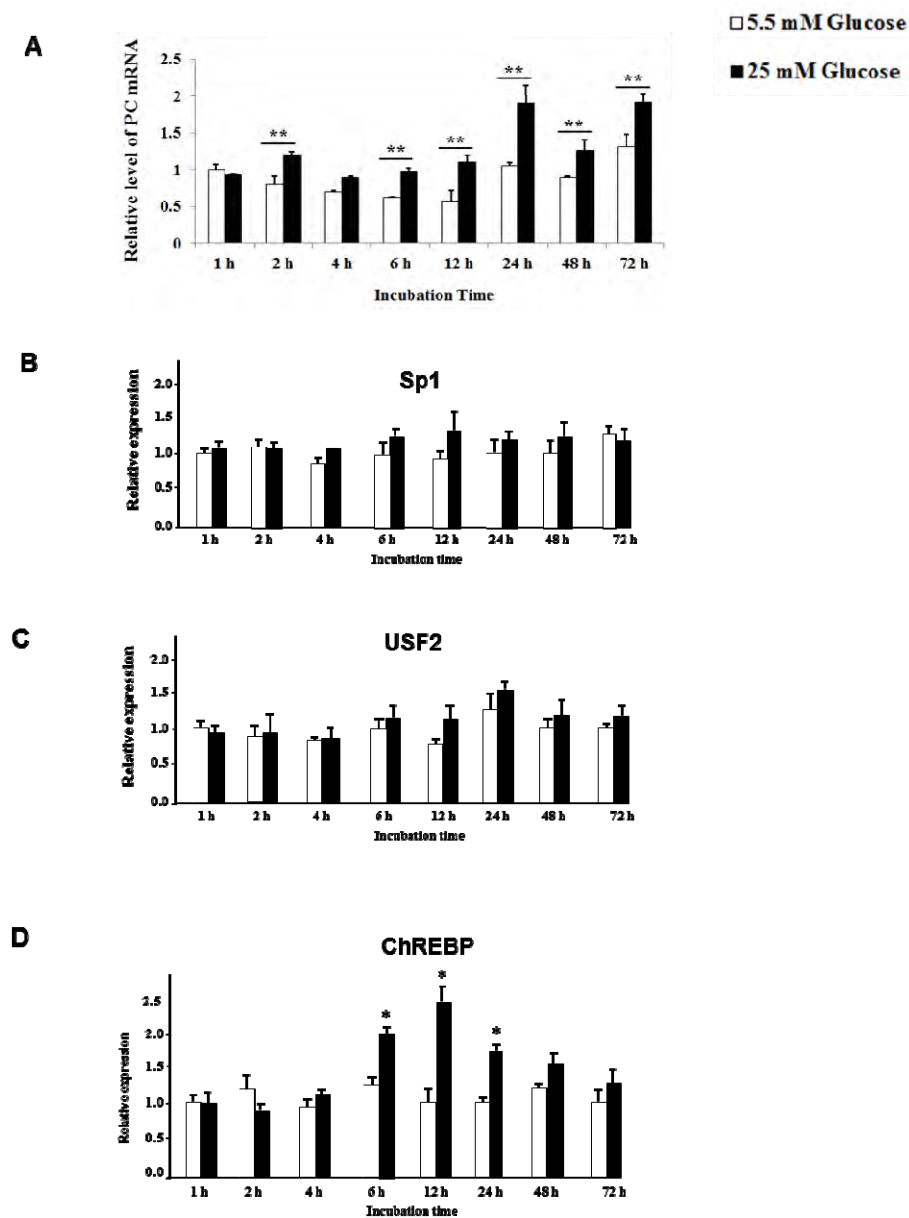 A
5.5 mM Glucose
25 mM Glucose
Relative level of PC mRNA
2.5
2
1.5
1
0.5
0
** ** ** ** ** **
1 h 2 h 4 h 6 h 12 h 24 h 48 h 72 h
Incubation Time
B
Sp1
Relative expression
2.0
1.5
1.0
0.5
0.0
1 h 2 h 4 h 6 h 12 h 24 h 48 h 72 h
Incubation time
C
USF2
Relative expression
2.0
1.5
1.0
0.5
0.0
1 h 2 h 4 h 6 h 12 h 24 h 48 h 72 h
Incubation time
D
ChREBP
Relative expression
2.5
2.0
1.5
1.0
0.5
0.0
* * *
1 h 2 h 4 h 6 h 12 h 24 h 48h 72 h
Incubation time